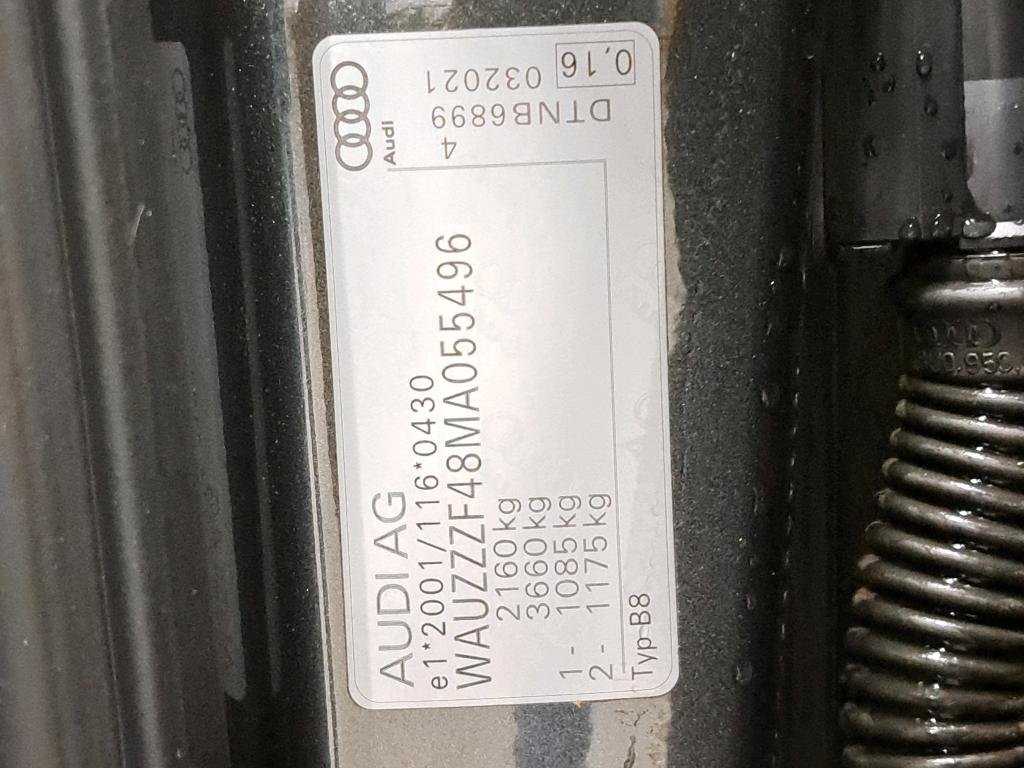 AUDI AG
e1*2001/116*0430
WAUZZZF48MA055496
2160 kg
3660 kg
1 - 1085 kg
2 - 1175 kg
Typ B8
Audi
4
DTNB6899
032021
0,16